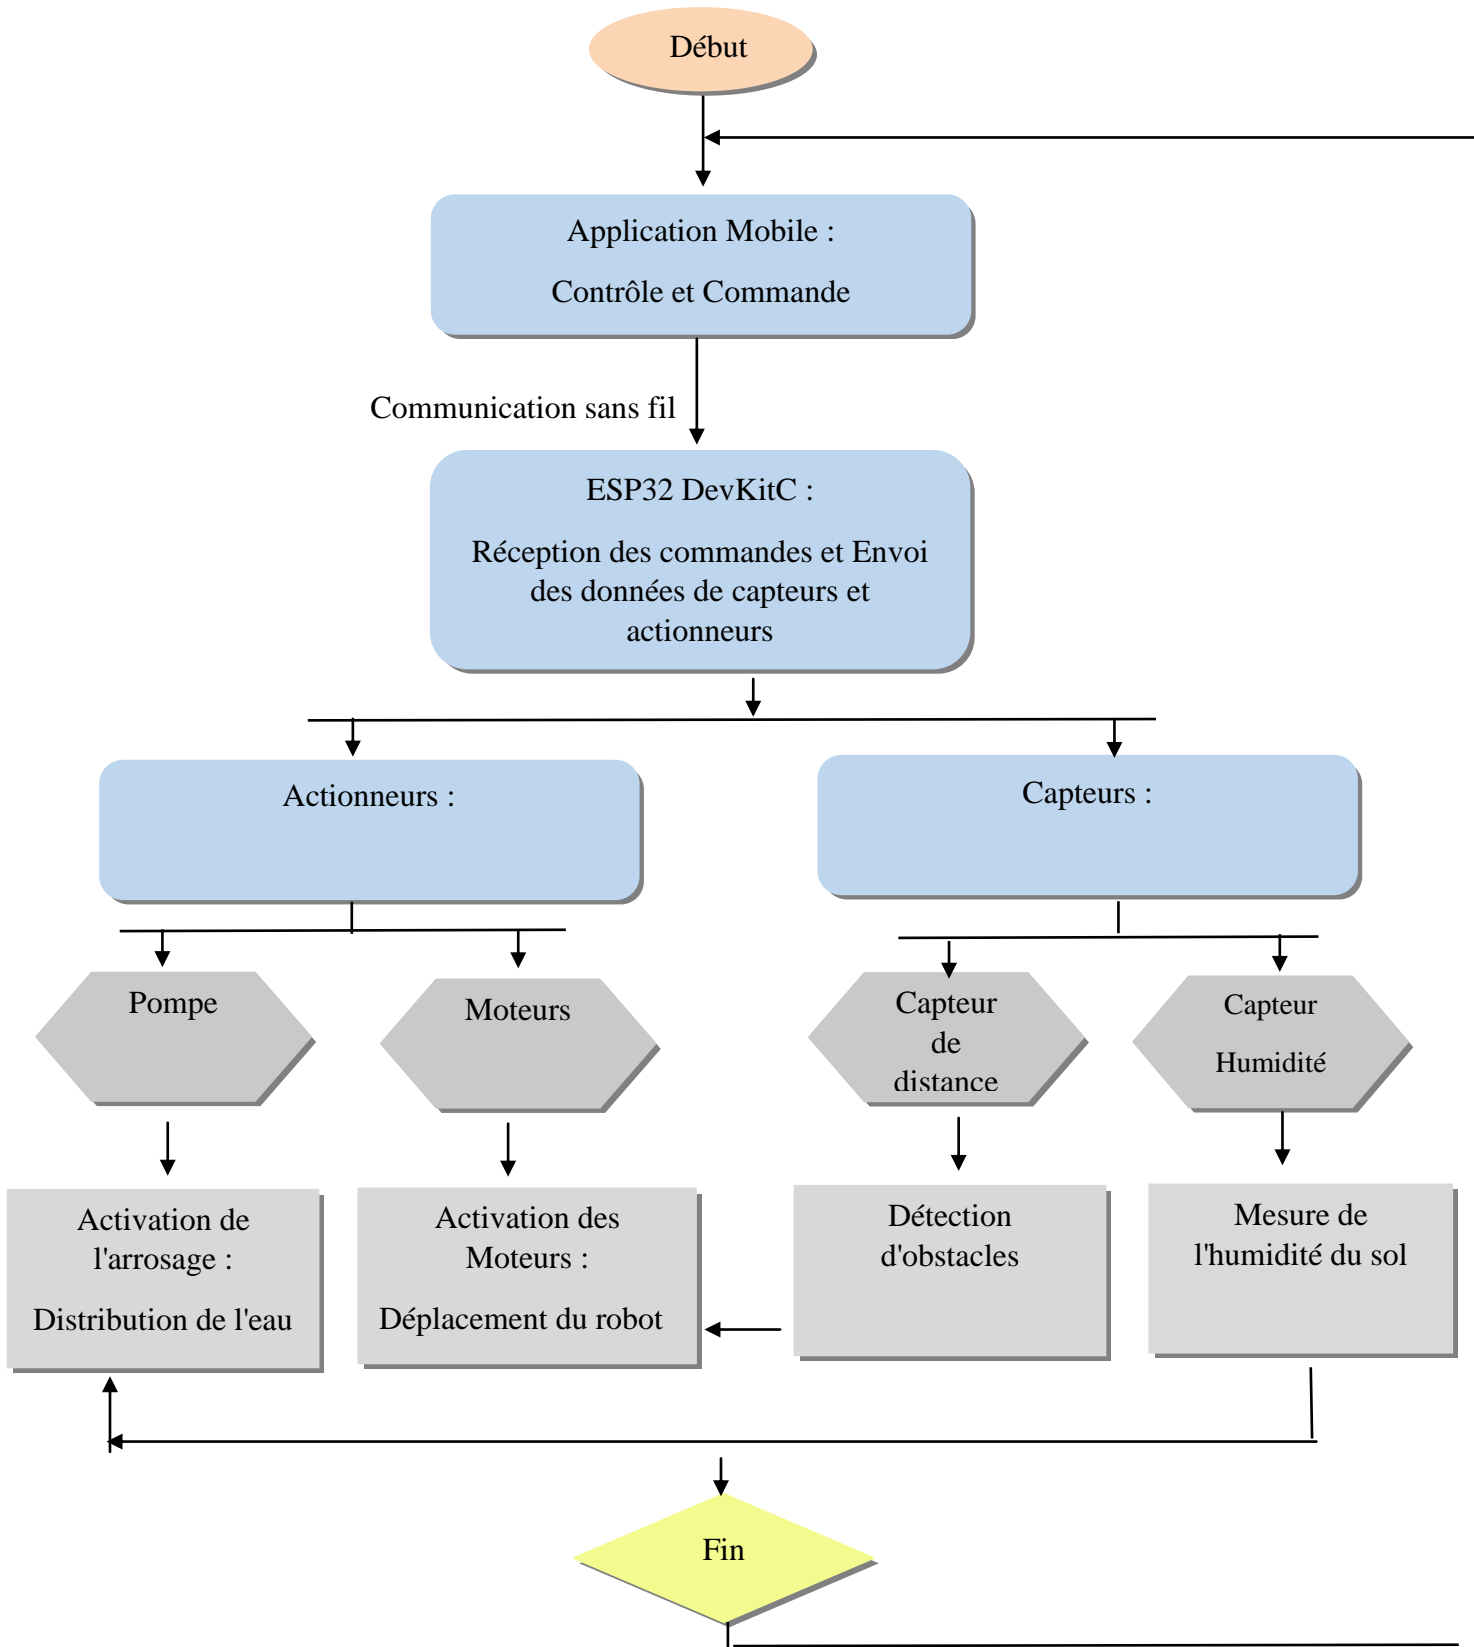 Début
Application Mobile :
Contrôle et Commande
Communication sans fil
ESP32 DevKitC :
Réception des commandes et Envoi
des données de capteurs et
actionneurs
Actionneurs :
Capteurs :
Pompe
Moteurs
Capteur
de
distance
Capteur
Humidité
Activation de
l'arrosage :
Distribution de l'eau
Activation des
Moteurs :
Déplacement du robot
Détection
d'obstacles
Mesure de
l'humidité du sol
Fin